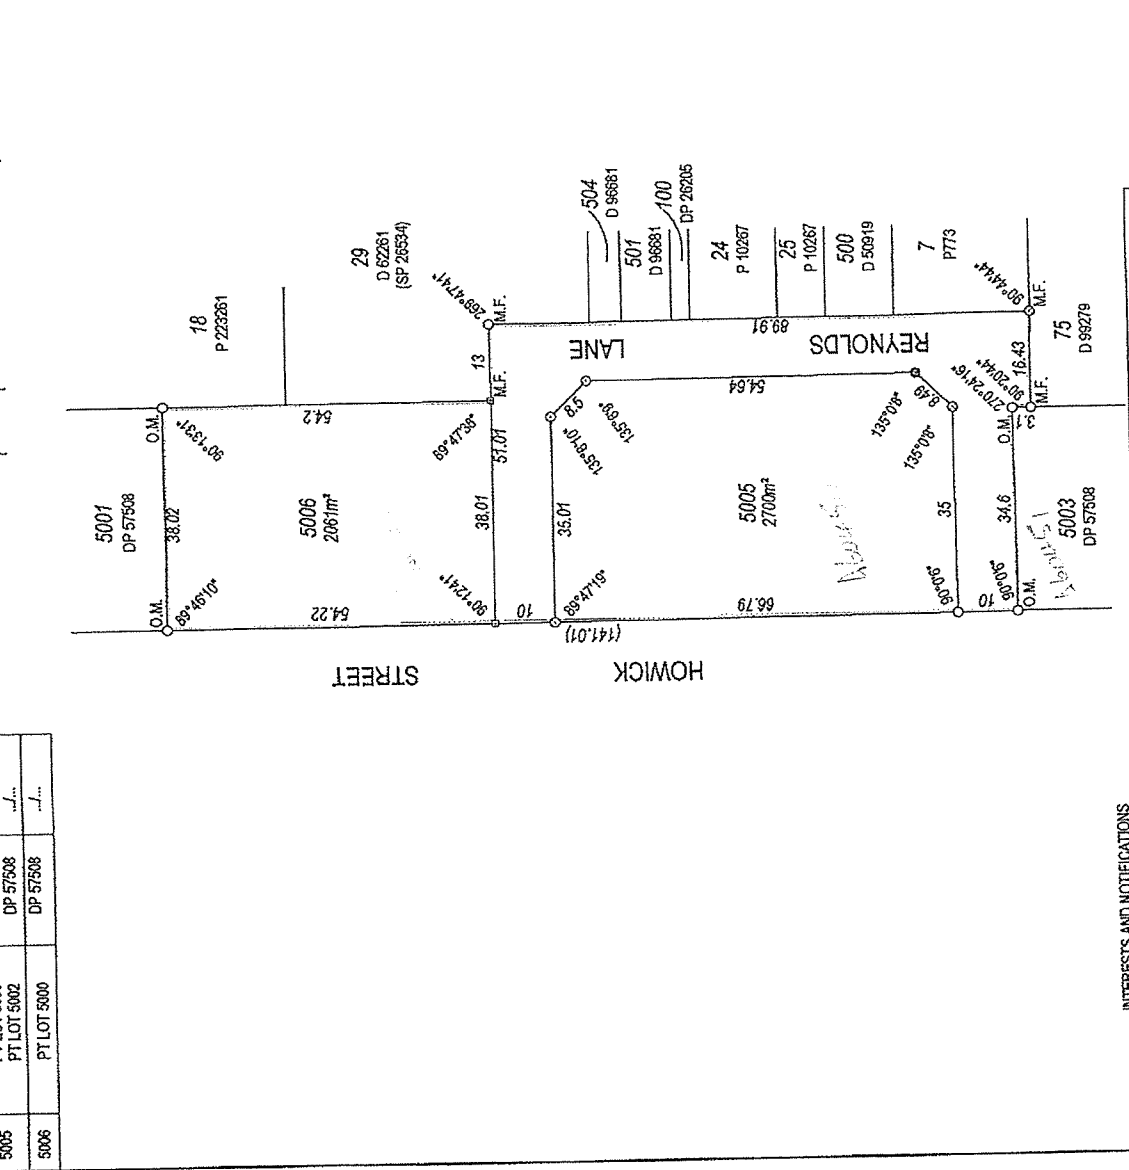 18
P 223261
29
D 62261
(SP 26534)
504
D 96681
501
D 96681
100
DP 26205
24
P 10267
25
P 10267
500
D 50919
7
P773
269°47'41"
M.F.
90°44'44"
M.F.
13
M.F.
LANE
89.91
REYNOLDS
75
D 99279
16.43
90°20'44"
270°24'16"
M.F.
3.1
O.M.
O.M.
90°13'31"
54.2
89°47'38"
51.01
8.5
135°6'9"
135°6'10"
54.64
135°0'8"
8.49
135°0'8"
5001
DP 57508
38.02
5006
2061m²
38.01
35.01
5005
2700m²
35
34.6
5003
DP 57508
O.M.
89°46'10"
54.22
90°12'41"
10
89°47'19"
66.79
90°0'6"
10
90°0'6"
O.M.
(141.01)
STREET
HOWICK
5005
PT LOT 5002
DP 57508
../...
5006
PT LOT 5000
DP 57508
../...
INTERESTS AND NOTIFICATIONS